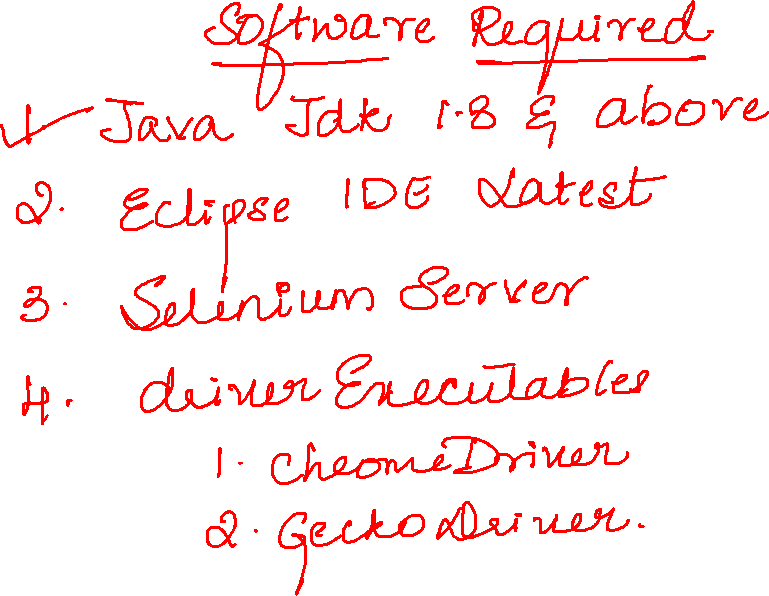 Software Required
1 Java Jdk 1.8 & above
2. Eclipse IDE Latest
3. Selenium Server
4. driver Executables
1. ChromeDriver
2. GeckoDriver.